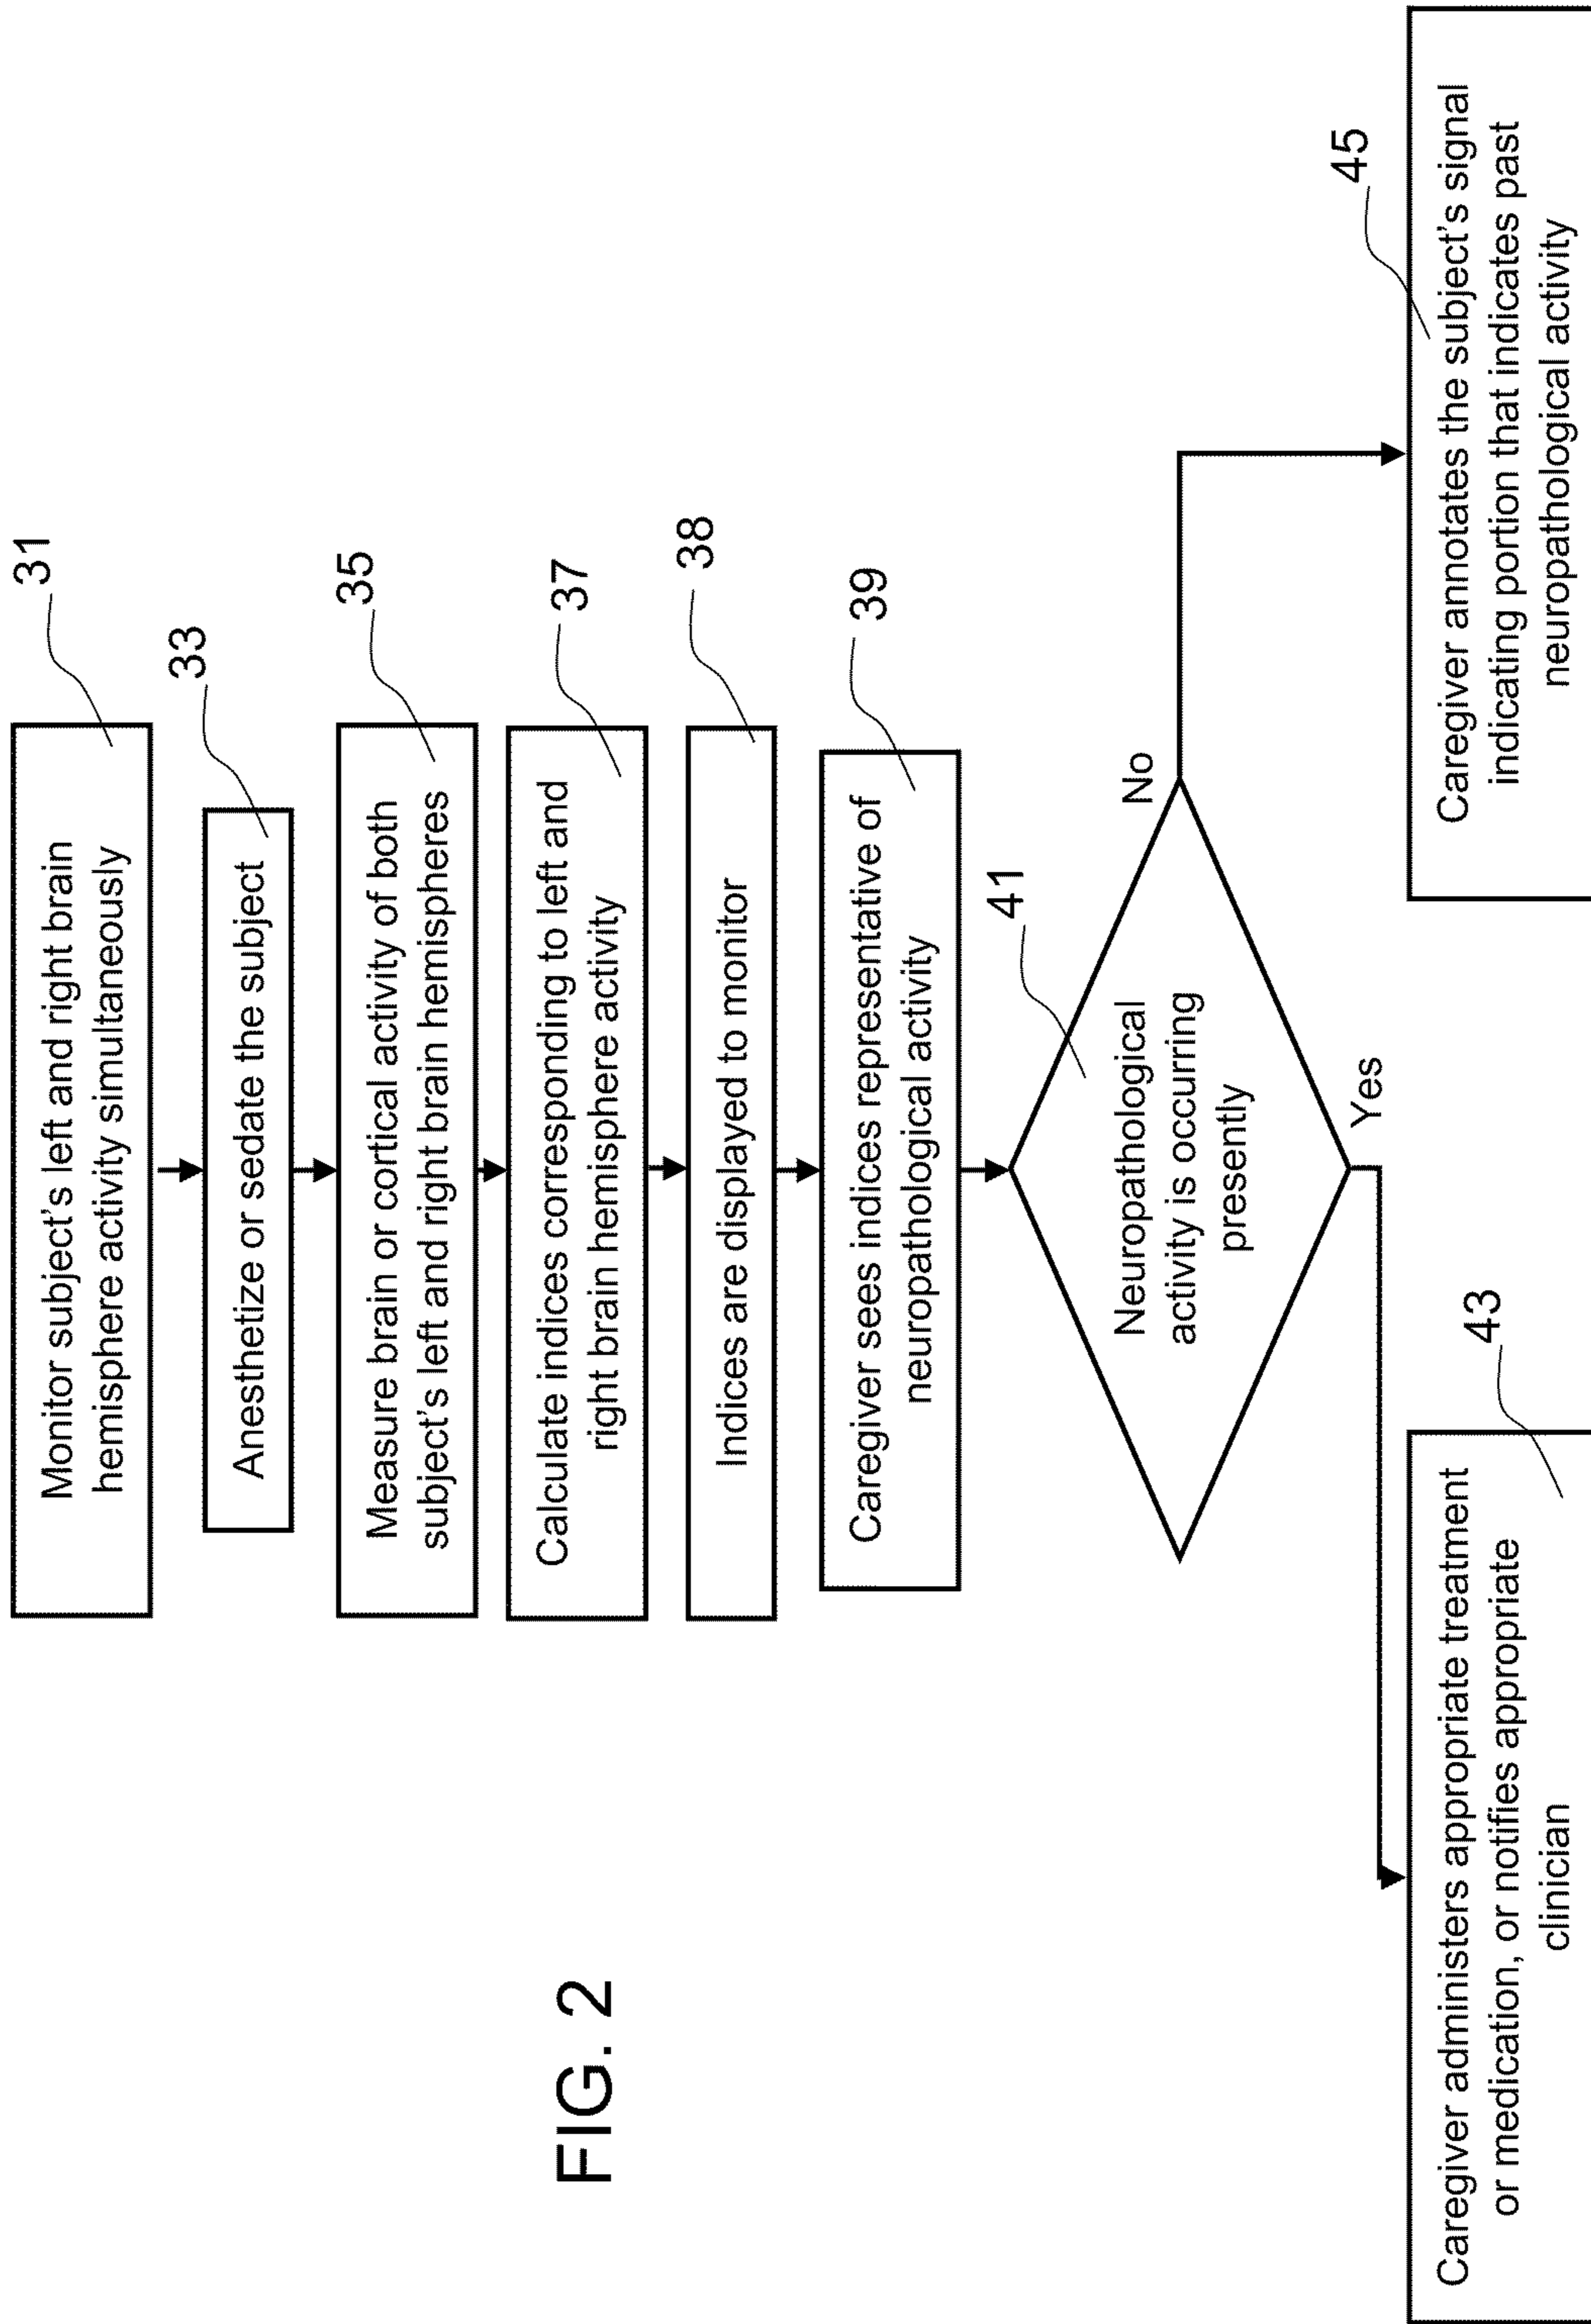 FIG. 2
31
Monitor subject's left and right brain
hemisphere activity simultaneously
33
Anesthetize or sedate the subject
35
Measure brain or cortical activity of both
subject's left and right brain hemispheres
37
Calculate indices corresponding to left and
right brain hemisphere activity
38
Indices are displayed to monitor
39
Caregiver sees indices representative of
neuropathological activity
41
Neuropathological
activity is occurring
presently
Yes
No
43
Caregiver administers appropriate treatment
or medication, or notifies appropriate
clinician
45
Caregiver annotates the subject's signal
indicating portion that indicates past
neuropathological activity